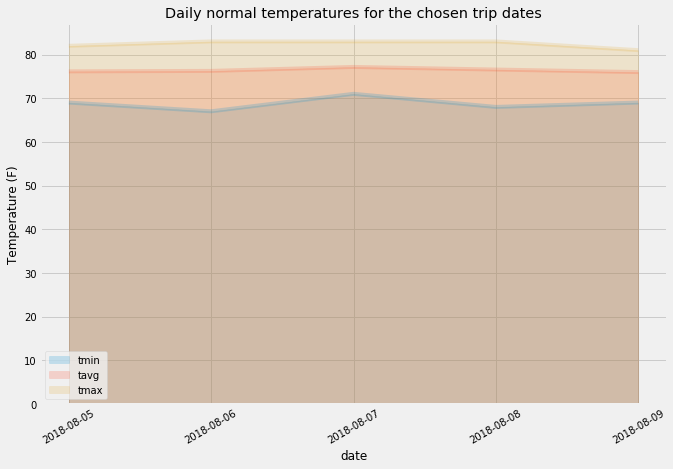 Daily normal temperatures for the chosen trip dates
Temperature (F)
80
70
60
50
40
30
20
10
0
tmin
tavg
tmax
2018-08-05
2018-08-06
2018-08-07
2018-08-08
2018-08-09
date